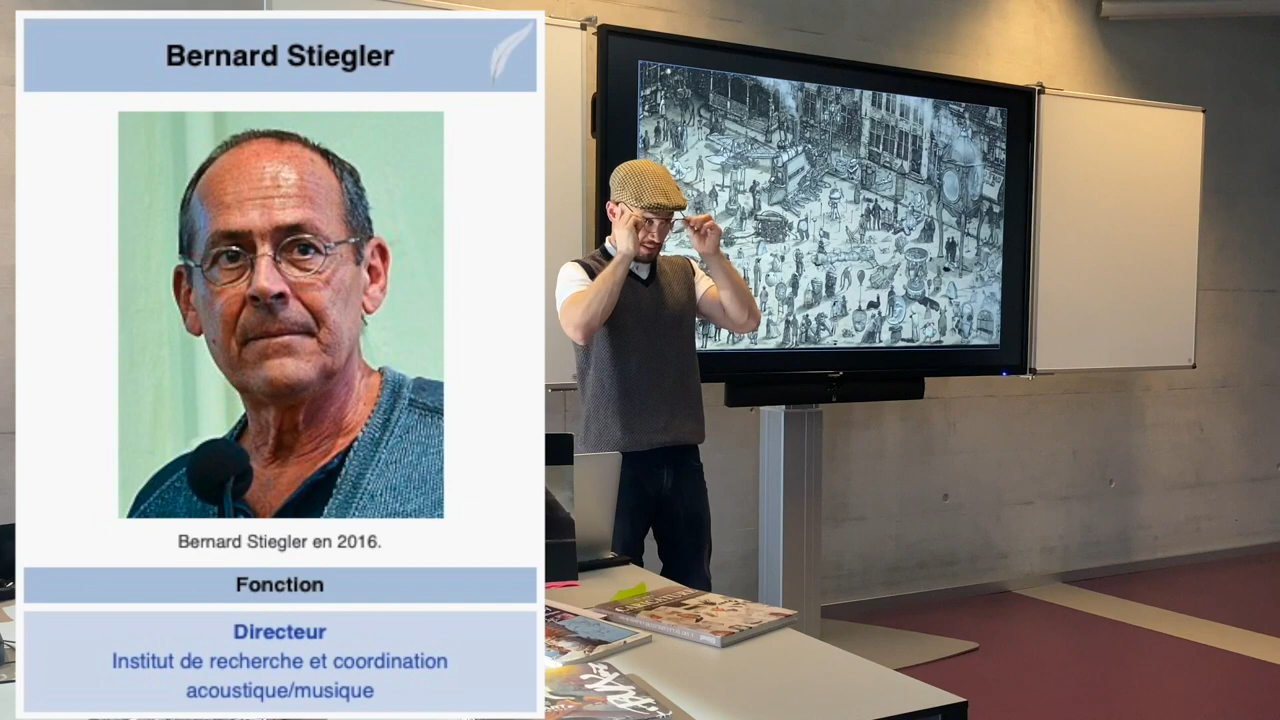 Bernard Stiegler
Bernard Stiegler en 2016.
Fonction
Directeur
Institut de recherche et coordination
acoustique/musique